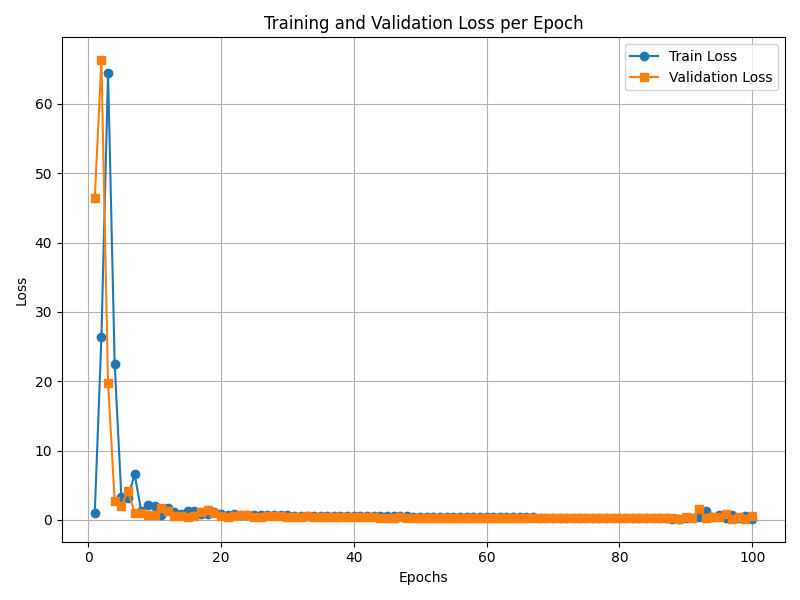 Training and Validation Loss per Epoch
Train Loss
Validation Loss
60
50
40
30
20
10
0
Loss
0 20 40 60 80 100
Epochs